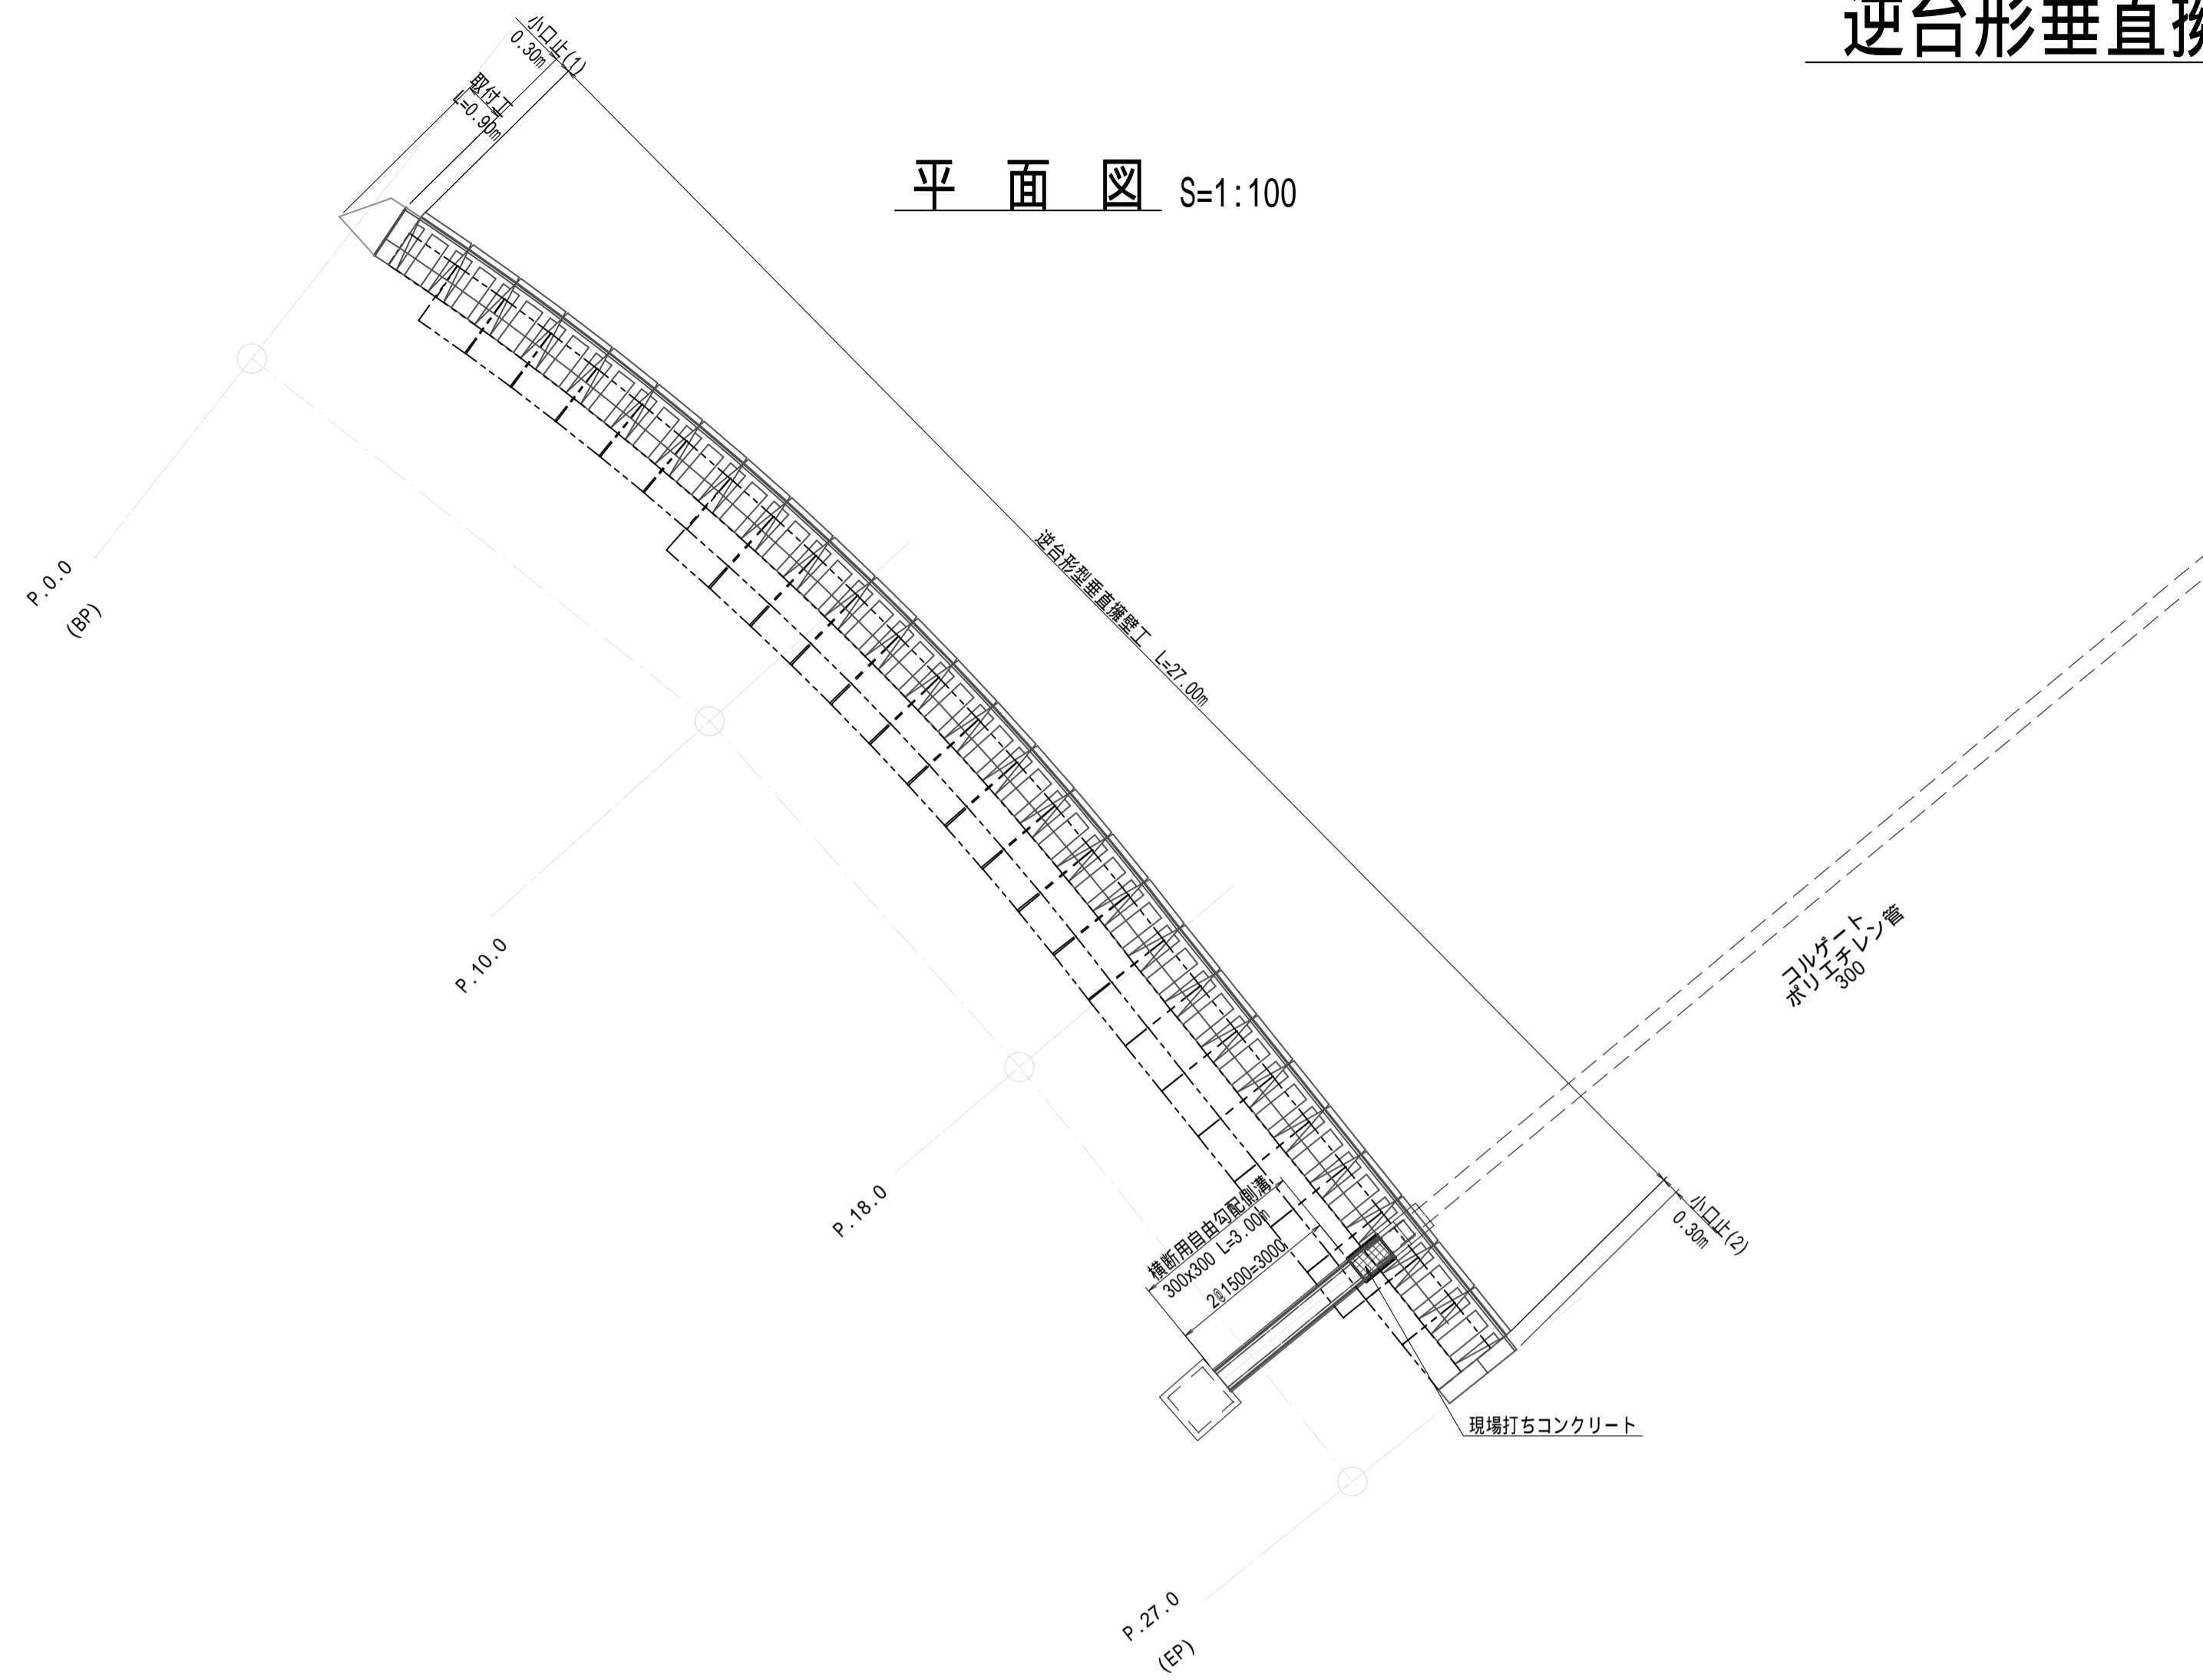 逆台形垂直
平面図 S=1:100
小口止(1)
0.30m
取付工
L=0.90m
逆台形型垂直擁壁工 L=27.00m
P.0.0
(BP)
P.10.0
P.18.0
コルゲート
ポリエチレン管
300
横断用自由勾配側溝
300x300 L=3.00m
2@1500=3000
小口止(2)
0.30m
現場打ちコンクリート
P.27.0
(EP)